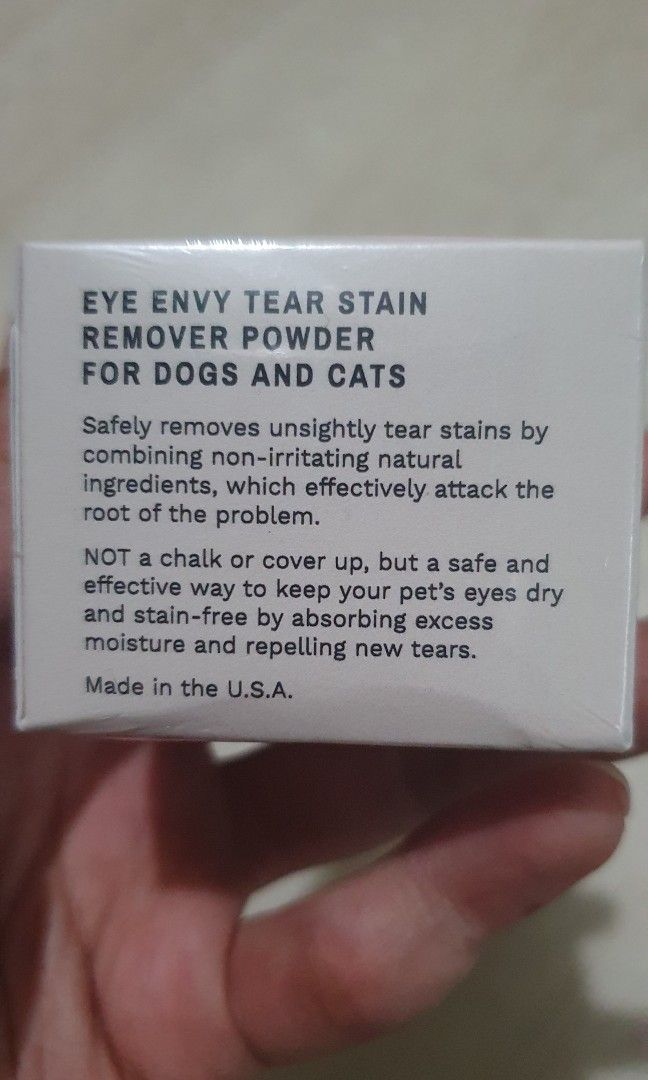 EYE ENVY TEAR STAIN
REMOVER POWDER
FOR DOGS AND CATS
Safely removes unsightly tear stains by
combining non-irritating natural
ingredients, which effectively attack the
root of the problem.
NOT a chalk or cover up, but a safe and
effective way to keep your pet's eyes dry
and stain-free by absorbing excess
moisture and repelling new tears.
Made in the U.S.A.